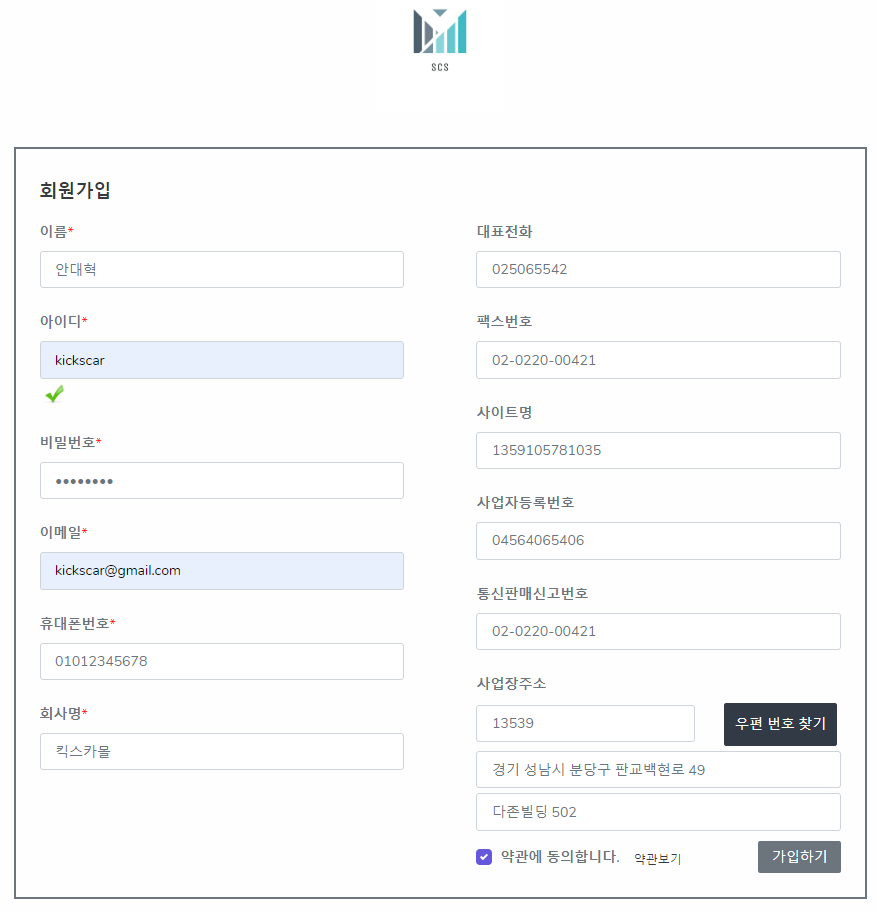 SCS
회원가입
이름*
안대혁
아이디*
kickscar
비밀번호*
••••••••
이메일*
kickscar@gmail.com
휴대폰번호*
01012345678
회사명*
킥스카몰
대표전화
025065542
팩스번호
02-0220-00421
사이트명
1359105781035
사업자등록번호
04564065406
통신판매신고번호
02-0220-00421
사업장주소
13539 우편 번호 찾기
경기 성남시 분당구 판교백현로 49
다존빌딩 502
약관에 동의합니다. 약관보기 가입하기